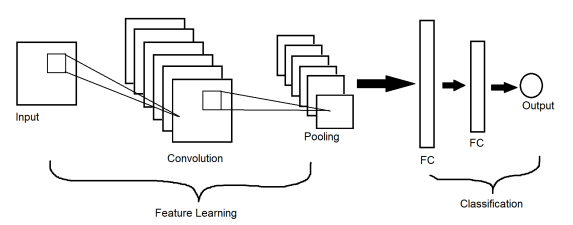 Input
Convolution
Pooling
FC
FC
Output
Feature Learning
Classification